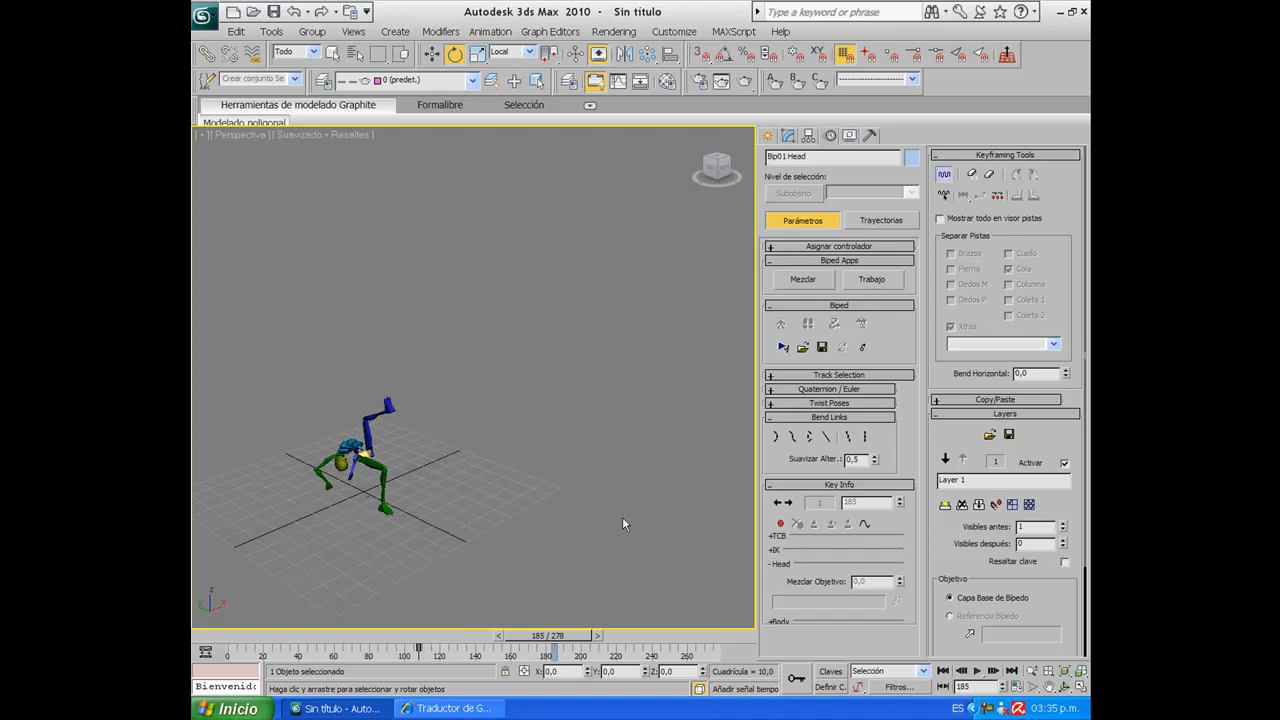 Autodesk 3ds Max 2010 - Sin título
Type a keyword or phrase
Edit Tools Group Views Create Modifiers Animation Graph Editors Rendering Customize MAXScript Help
Todo Local
Crear conjunto Se 0 (predet.)
Herramientas de modelado Graphite Formalibre Selección
Modelado poligonal
[ + ][ Perspectiva ][ Suavizado + Resaltes ]
Bip01 Head
Nivel de selección:
Subobjeto
Parámetros Trayectorias
+ Asignar controlador
- Biped Apps
Mezclar Trabajo
- Biped
+ Track Selection
+ Quaternion / Euler
+ Twist Poses
- Bend Links
Suavizar Alter.: 0,5
- Key Info
1 185
+TCB
+IK
- Head
Mezclar Objetivo: 0,0
+Body
- Keyframing Tools
Mostrar todo en visor pistas
Separar Pistas
Brazos Cuello
Pierna Cola
Dedos M Columna
Dedos P Coleta 1
Coleta 2
Xtras
Bend Horizontal: 0,0
+ Copy/Paste
- Layers
1 Activar
Layer 1
Visibles antes: 1
Visibles después: 0
Resaltar clave
Objetivo
Capa Base de Bípedo
Referencia Bípedo
< 185 / 278 >
0 20 40 60 80 100 120 140 160 180 200 220 240 260
1 Objeto seleccionado X: 0,0 Y: 0,0 Z: 0,0 Cuadrícula = 10,0 Claves Selección
Bienvenido Haga clic y arrastre para seleccionar y rotar objetos Añadir señal tiempo Definir C. Filtros... 185
Inicio Sin título - Auto... Traductor de G... ES 03:35 p.m.